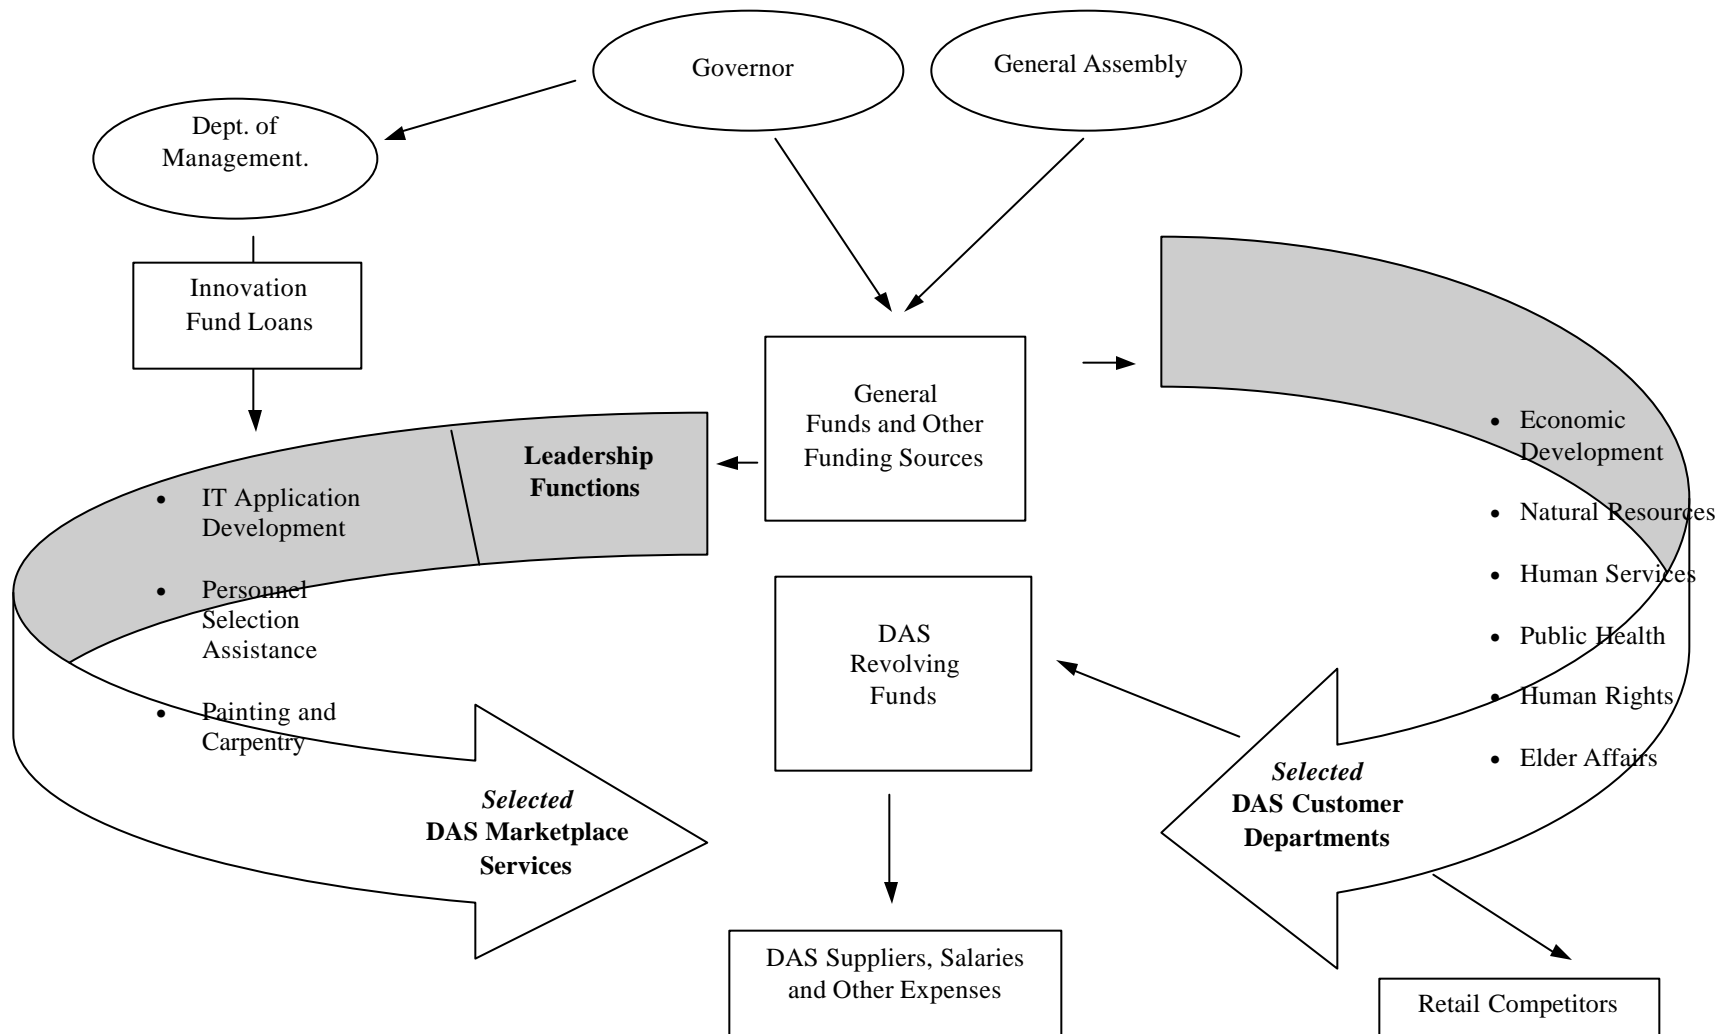 Governor
General Assembly
Dept. of
Management.
Innovation
Fund Loans
General
Funds and Other
Funding Sources
Leadership
Functions
• IT Application
Development
• Personnel
Selection
Assistance
• Painting and
Carpentry
Selected
DAS Marketplace
Services
DAS
Revolving
Funds
• Economic
Development
• Natural Resources
• Human Services
• Public Health
• Human Rights
• Elder Affairs
Selected
DAS Customer
Departments
DAS Suppliers, Salaries
and Other Expenses
Retail Competitors